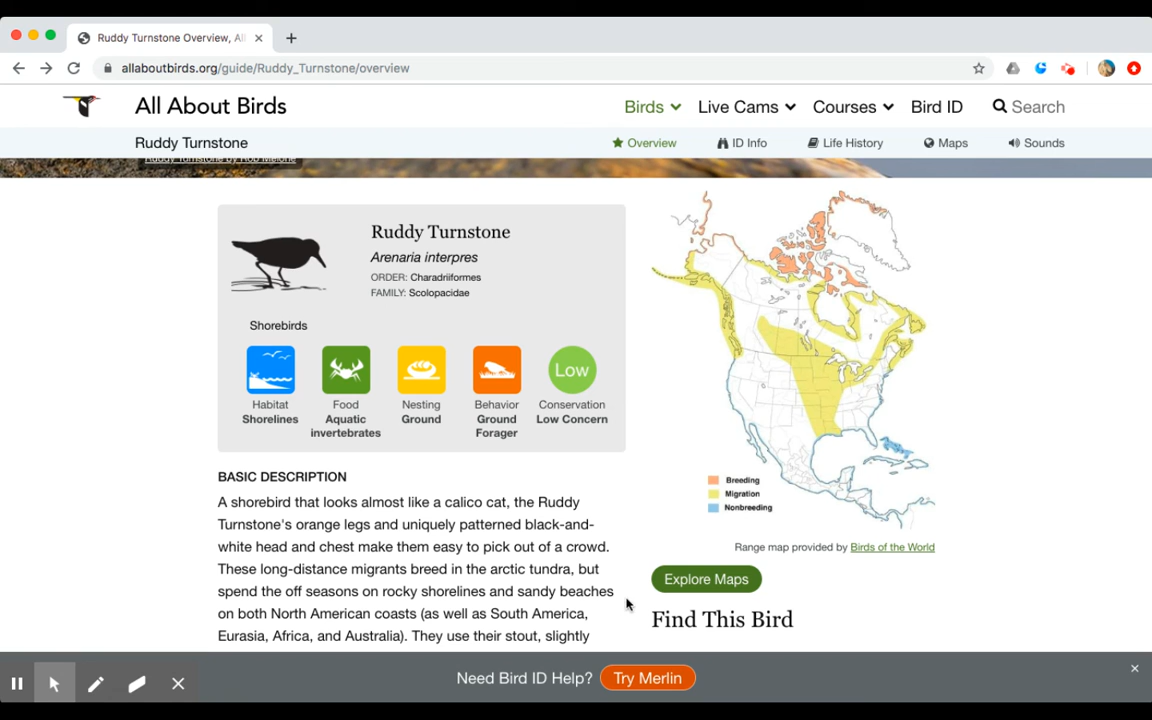 Ruddy Turnstone Overview, Al
allaboutbirds.org/guide/Ruddy_Turnstone/overview
All About Birds
Birds
Live Cams
Courses
Bird ID
Search
Ruddy Turnstone
Overview
ID Info
Life History
Maps
Sounds
Ruddy Turnstone by Rob Melone
Ruddy Turnstone
Arenaria interpres
ORDER: Charadriiformes
FAMILY: Scolopacidae
Shorebirds
Low
Habitat
Shorelines
Food
Aquatic
invertebrates
Nesting
Ground
Behavior
Ground
Forager
Conservation
Low Concern
BASIC DESCRIPTION
A shorebird that looks almost like a calico cat, the Ruddy
Turnstone's orange legs and uniquely patterned black-and-
white head and chest make them easy to pick out of a crowd.
These long-distance migrants breed in the arctic tundra, but
spend the off seasons on rocky shorelines and sandy beaches
on both North American coasts (as well as South America,
Eurasia, Africa, and Australia). They use their stout, slightly
Breeding
Migration
Nonbreeding
Range map provided by Birds of the World
Explore Maps
Find This Bird
Need Bird ID Help? Try Merlin